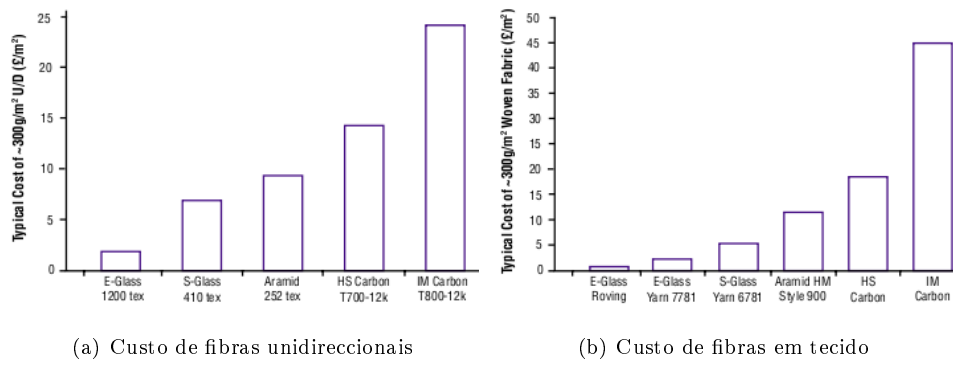 Typical Cost of ~300g/m² U/D (£/m²)
25
20
15
10
5
0
E-Glass
1200 tex
S-Glass
410 tex
Aramid
252 tex
HS Carbon
T700-12k
IM Carbon
T800-12k
(a) Custo de fibras unidireccionais
Typical Cost of ~300g/m² Woven Fabric (£/m²)
50
45
40
35
30
25
20
15
10
5
0
E-Glass
Roving
E-Glass
Yarn 7781
S-Glass
Yarn 6781
Aramid HM
Style 900
HS
Carbon
IM
Carbon
(b) Custo de fibras em tecido